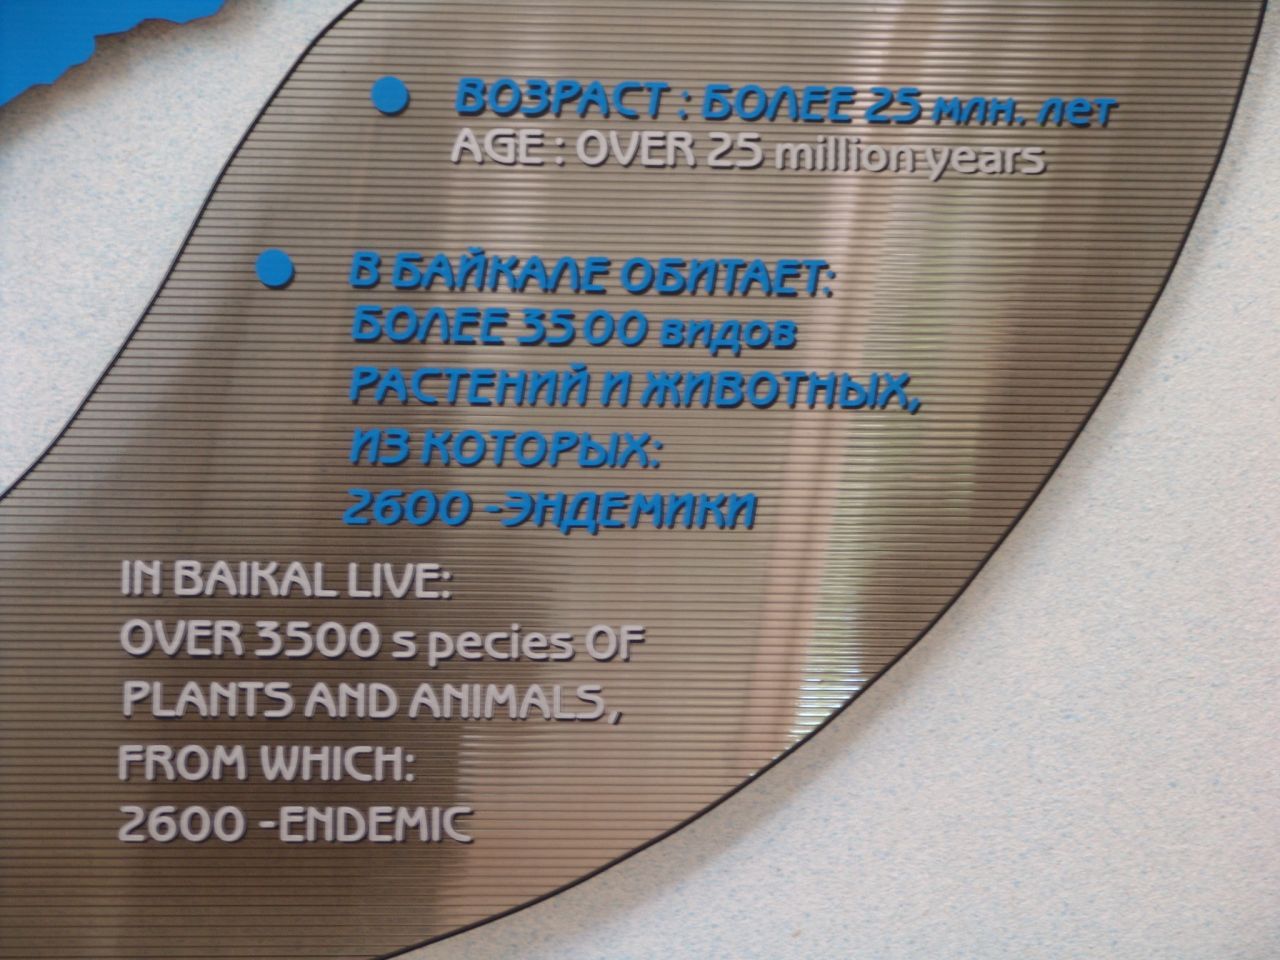 ВОЗРАСТ : БОЛЕЕ 25 млн. лет
AGE : OVER 25 million years
В БАЙКАЛЕ ОБИТАЕТ:
БОЛЕЕ 3500 видов
РАСТЕНИЙ И ЖИВОТНЫХ,
ИЗ КОТОРЫХ:
2600 -ЭНДЕМИКИ
IN BAIKAL LIVE:
OVER 3500 s pecies OF
PLANTS AND ANIMALS,
FROM WHICH:
2600 -ENDEMIC